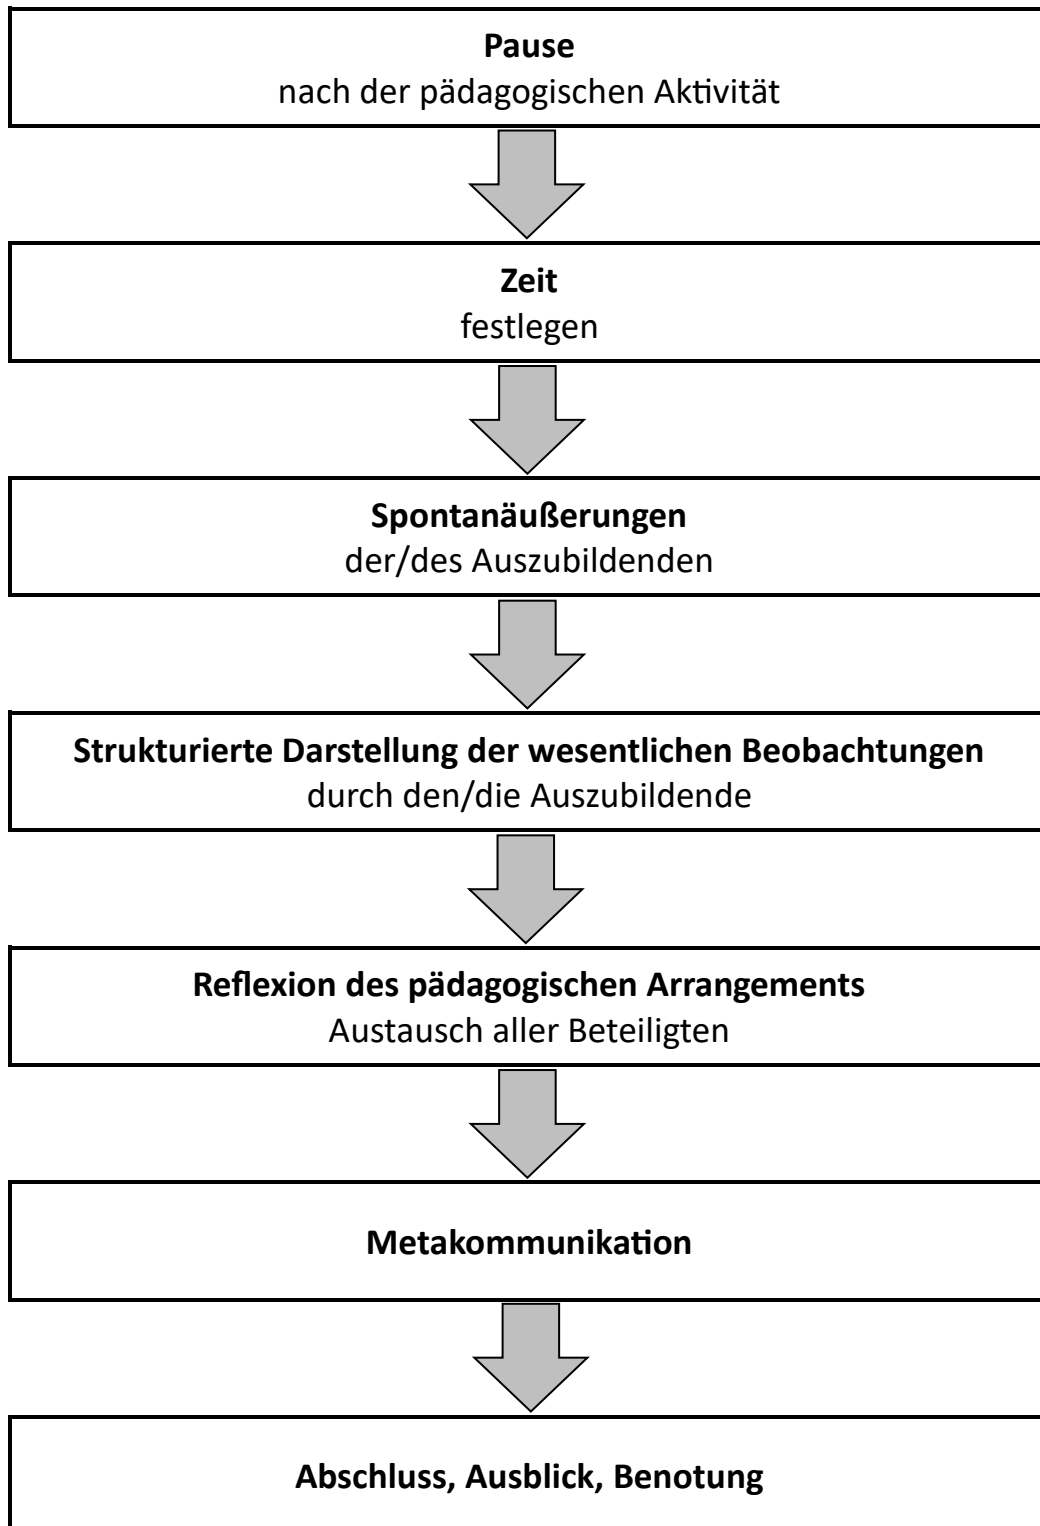 Pause
nach der pädagogischen Aktivität
Zeit
festlegen
Spontanäußerungen
der/des Auszubildenden
Strukturierte Darstellung der wesentlichen Beobachtungen
durch den/die Auszubildende
Reflexion des pädagogischen Arrangements
Austausch aller Beteiligten
Metakommunikation
Abschluss, Ausblick, Benotung